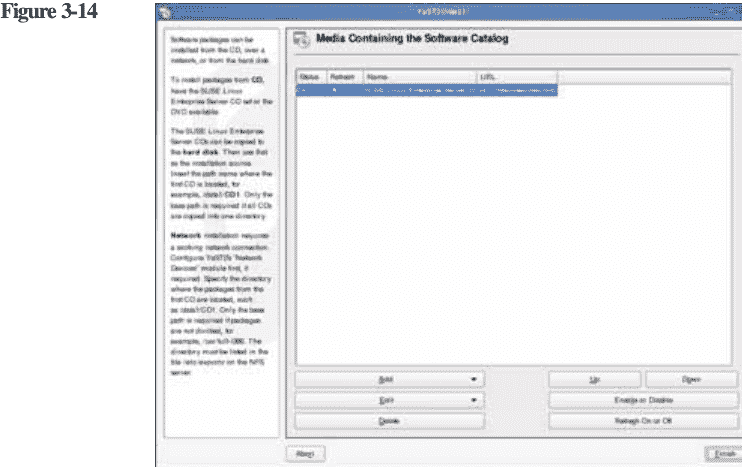 Figure 3-14
Media Containing the Software Catalog
Software packages can be
installed from the CD, over a
network, or from the hard disk.
To install packages from CD,
have the SUSE Linux
Enterprise Server CD set or the
DVD available.
The SUSE Linux Enterprise
Server CDs can be copied to
the hard disk. Then use that
as the installation source.
Insert the path name where the
first CD is located, for
example, /data1/CD1. Only the
base path is required if all CDs
are copied into one directory.
Network installation requires
a working network connection.
Configure YaST2's 'Network
Devices' module first, if
required. Specify the directory
where the packages from the
first CD are located, such
as /data1/CD1. Only the base
path is required if packages
are not divided, for
example, The
directory must be listed in the
file /etc/exports on the NFS
server.
Status Refresh Name URL
Add
Up Down
Edit
Enable or Disable
Delete
Refresh On or Off
Abort
Finish